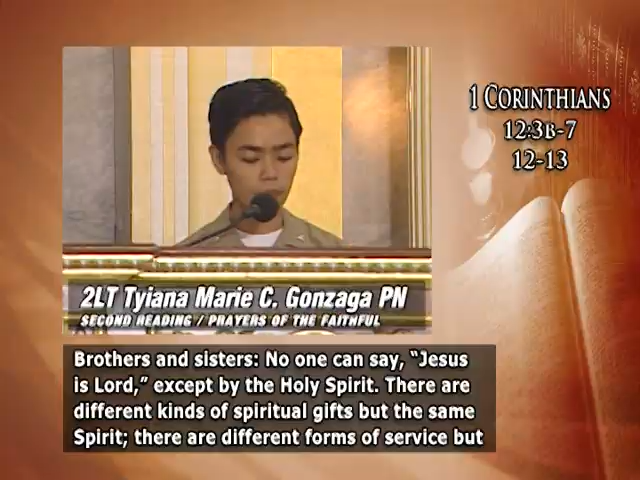 1 CORINTHIANS
12:3B-7
12-13
2LT Tyiana Marie C. Gonzaga PN
SECOND READING / PRAYERS OF THE FAITHFUL
Brothers and sisters: No one can say, “Jesus
is Lord,” except by the Holy Spirit. There are
different kinds of spiritual gifts but the same
Spirit; there are different forms of service but